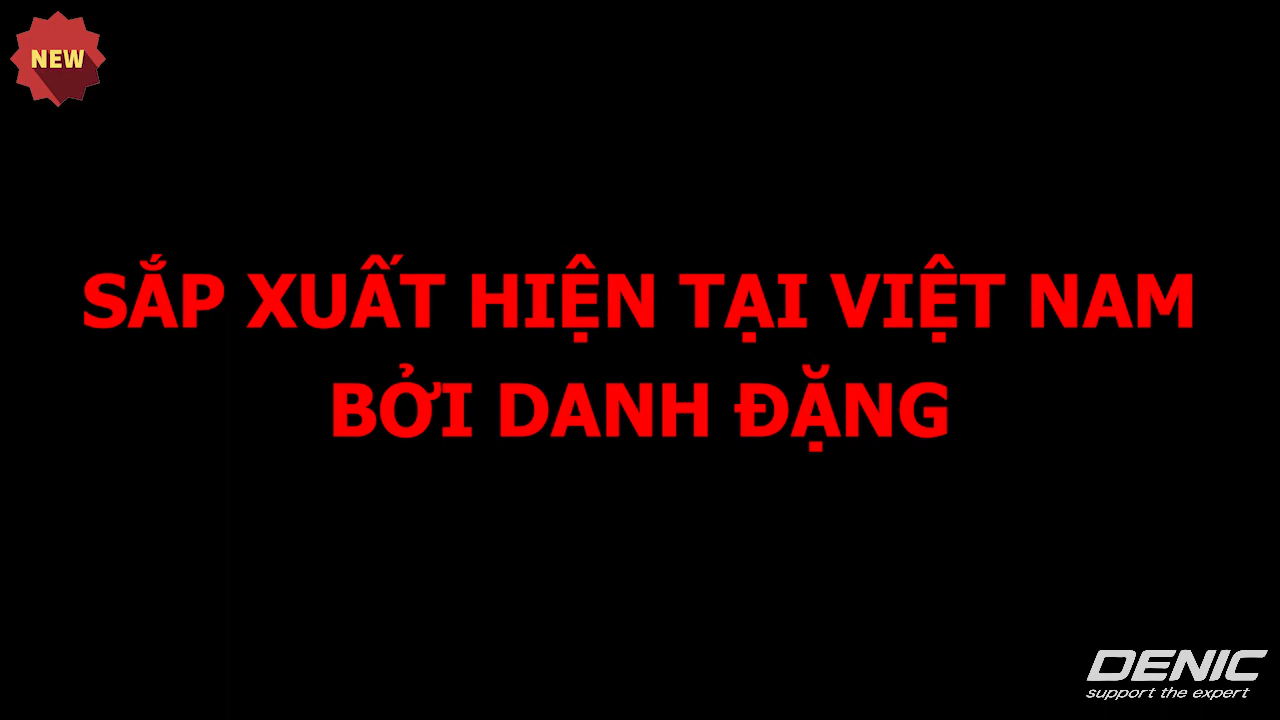 NEW
SẮP XUẤT HIỆN TẠI VIỆT NAM
BỞI DANH ĐẶNG
DENIC
support the expert